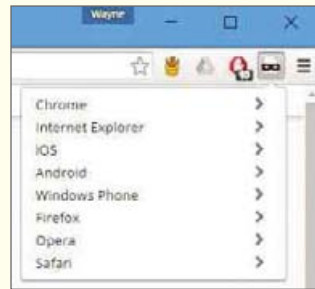 Wayne
Chrome
Internet Explorer
iOS
Android
Windows Phone
Firefox
Opera
Safari